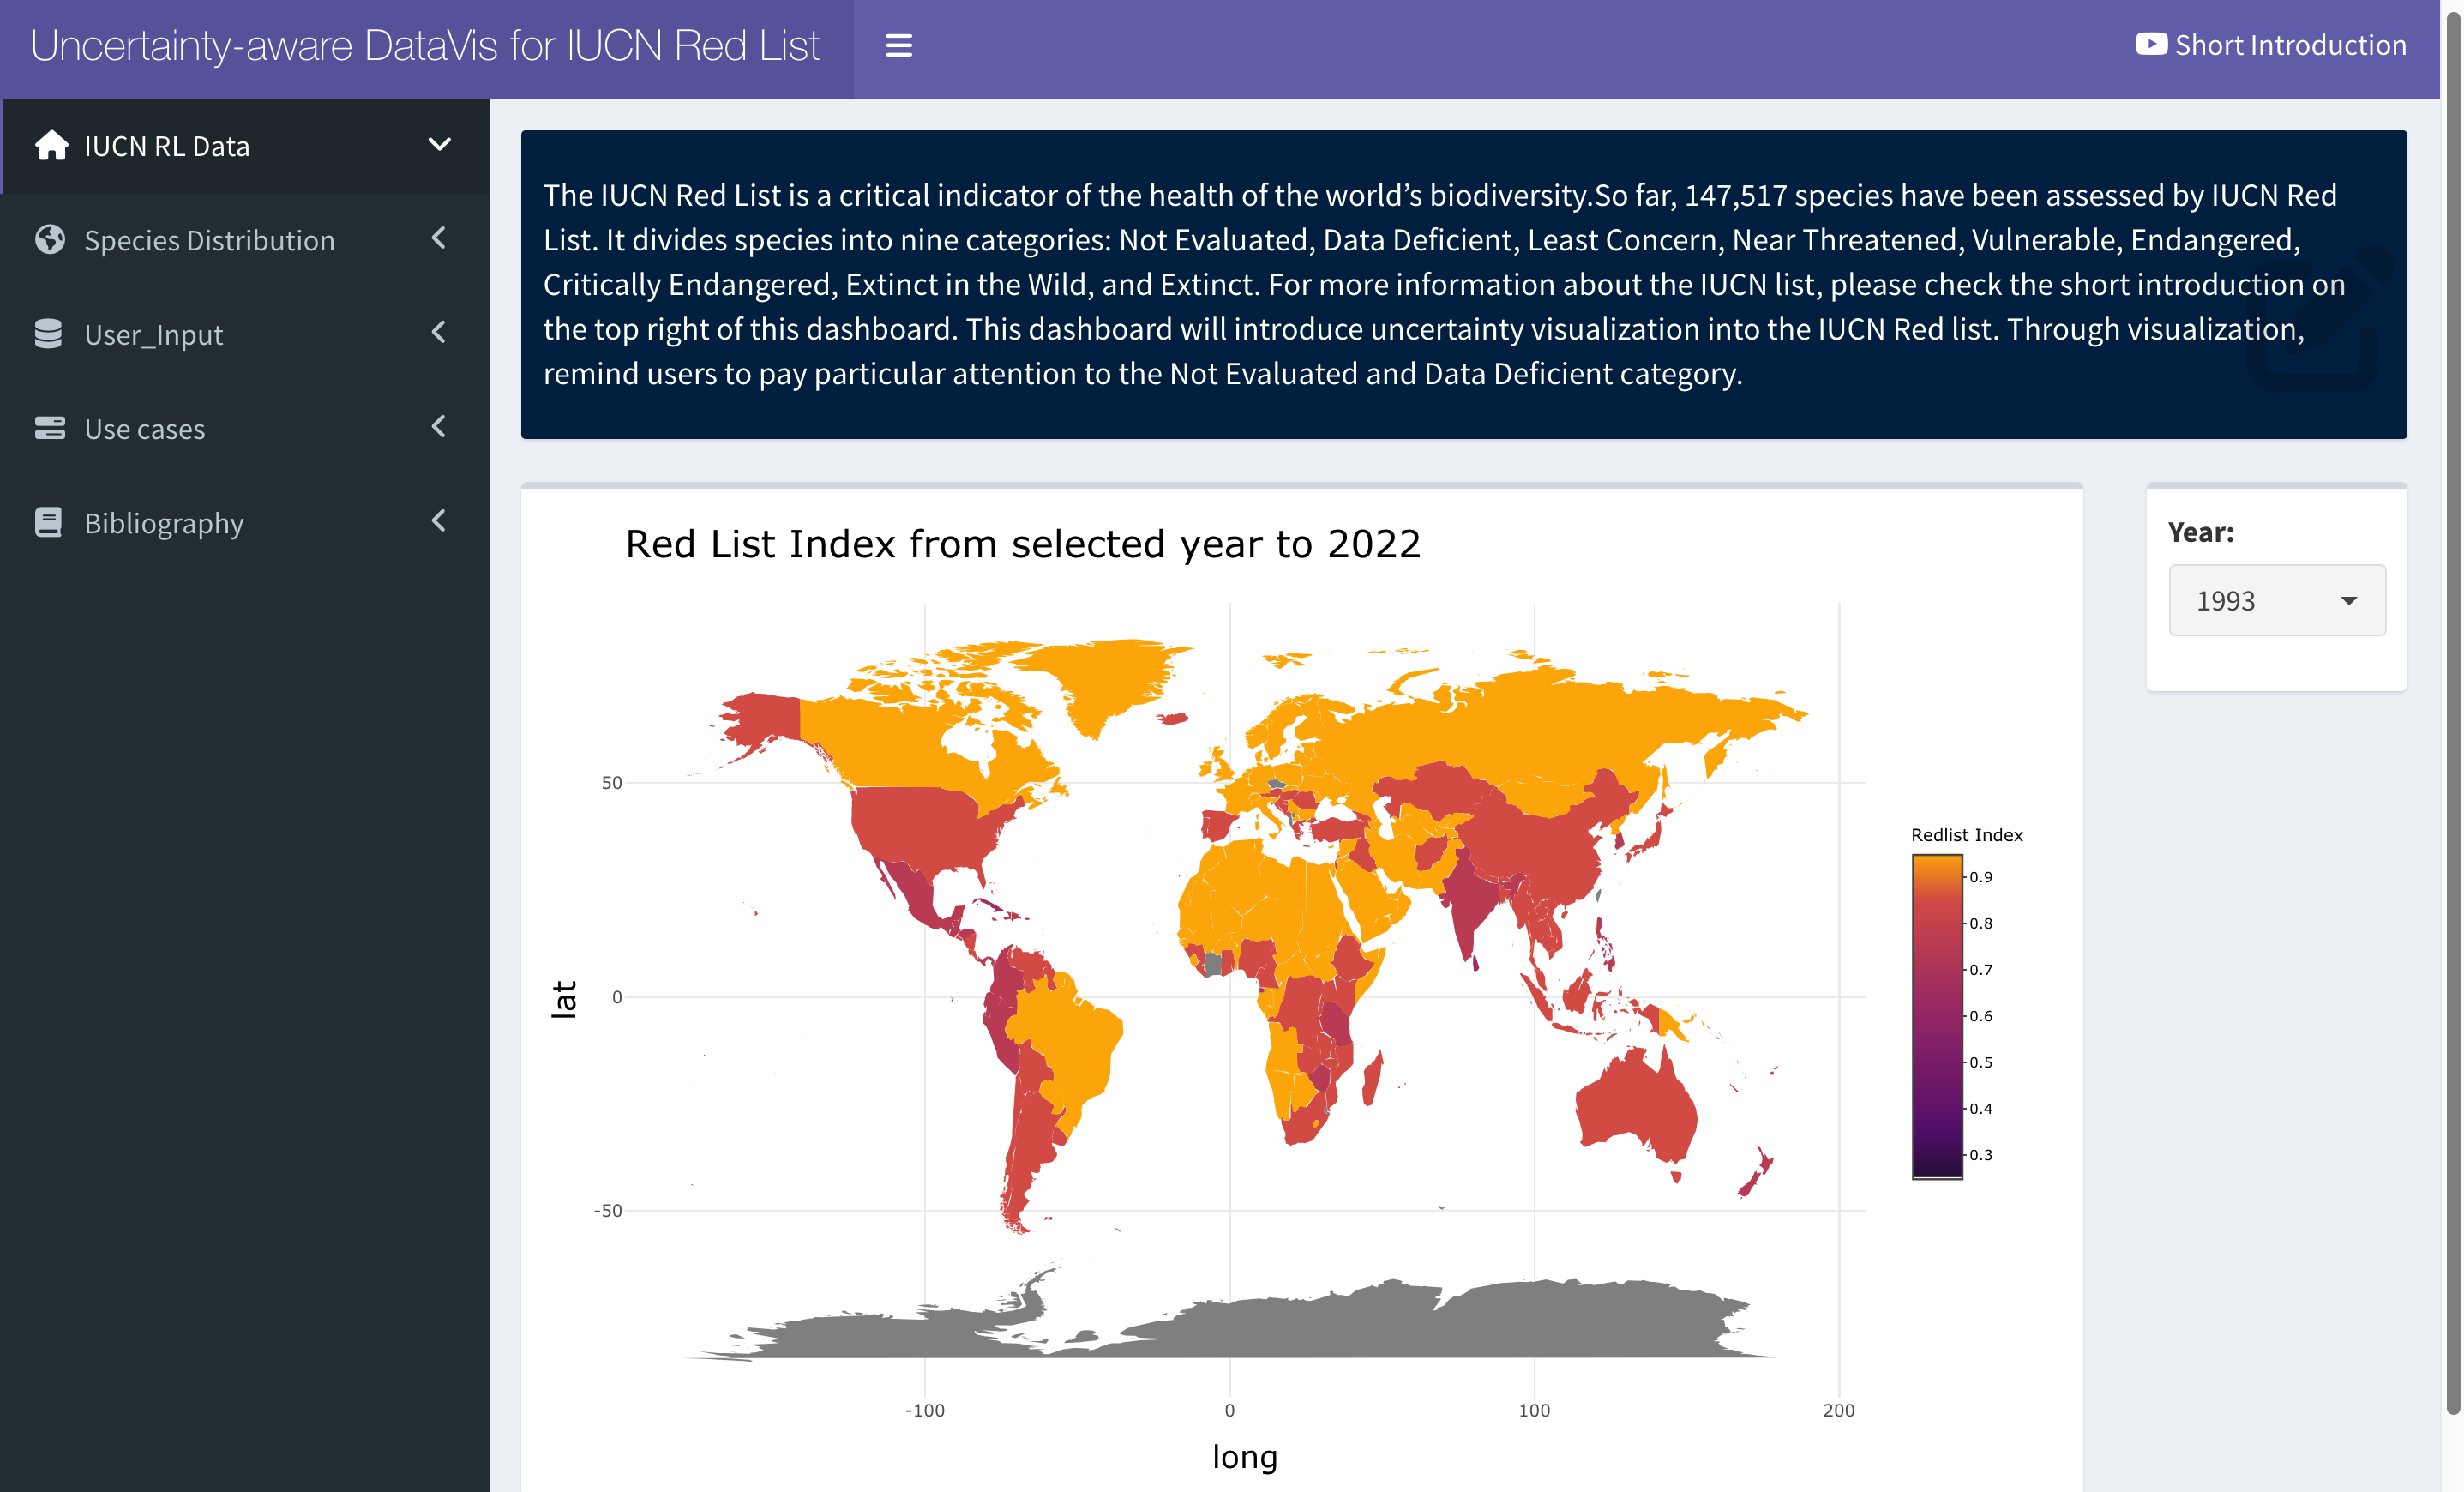 Uncertainty-aware DataVis for IUCN Red List
Short Introduction
IUCN RL Data
Species Distribution
User_Input
Use cases
Bibliography
The IUCN Red List is a critical indicator of the health of the world’s biodiversity.So far, 147,517 species have been assessed by IUCN Red
List. It divides species into nine categories: Not Evaluated, Data Deficient, Least Concern, Near Threatened, Vulnerable, Endangered,
Critically Endangered, Extinct in the Wild, and Extinct. For more information about the IUCN list, please check the short introduction on
the top right of this dashboard. This dashboard will introduce uncertainty visualization into the IUCN Red list. Through visualization,
remind users to pay particular attention to the Not Evaluated and Data Deficient category.
Red List Index from selected year to 2022
50
0
-50
lat
-100
0
100
200
long
Redlist Index
0.9
0.8
0.7
0.6
0.5
0.4
0.3
Year:
1993